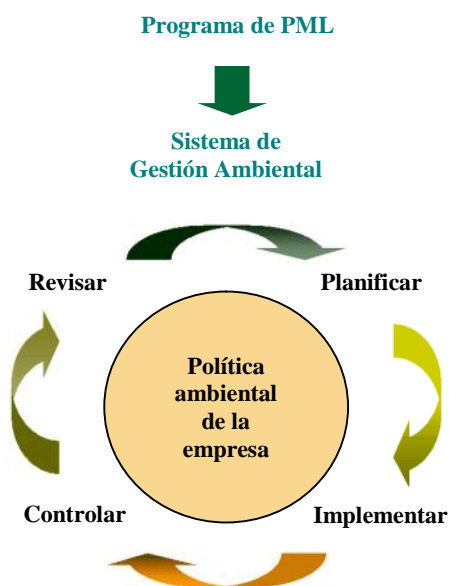 Programa de PML
Sistema de
Gestión Ambiental
Revisar
Planificar
Política
ambiental
de la
empresa
Controlar
Implementar